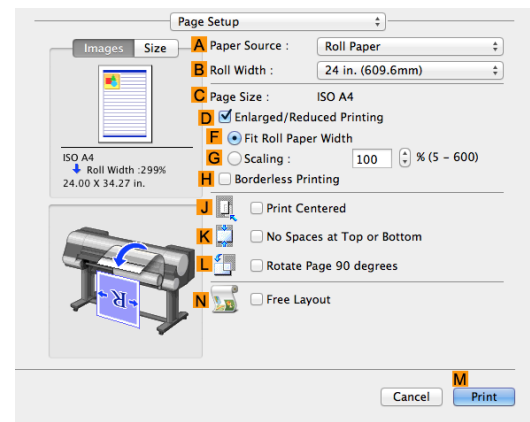 Page Setup
Images Size
A Paper Source : Roll Paper
B Roll Width : 24 in. (609.6mm)
C Page Size : ISO A4
D Enlarged/Reduced Printing
F Fit Roll Paper Width
G Scaling : 100 % (5 - 600)
H Borderless Printing
ISO A4
Roll Width :299%
24.00 X 34.27 in.
J Print Centered
K No Spaces at Top or Bottom
L Rotate Page 90 degrees
R
N Free Layout
M
Cancel Print